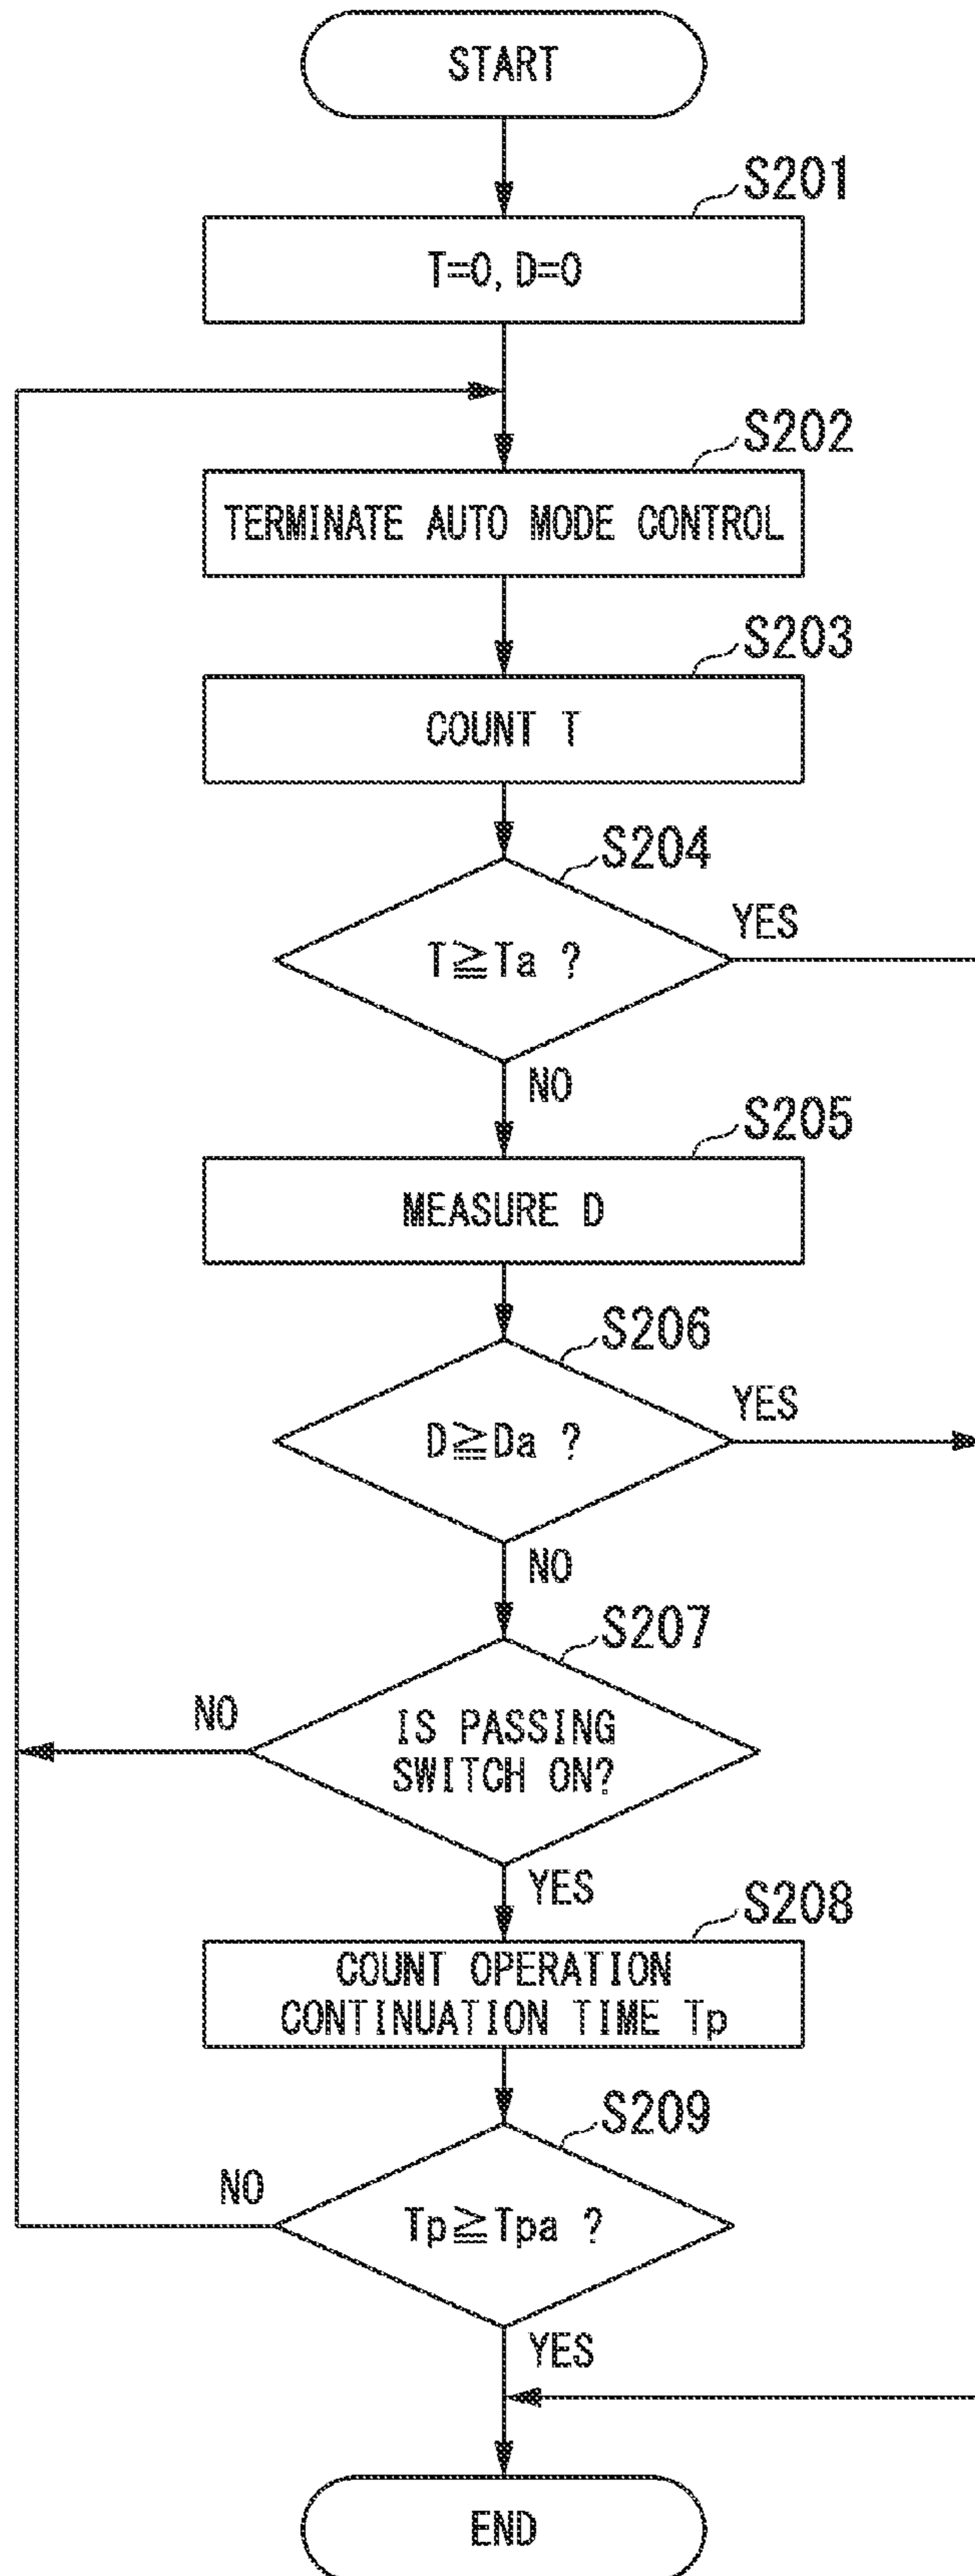 START
S201
T=0, D=0
S202
TERMINATE AUTO MODE CONTROL
S203
COUNT T
S204
T≧Ta ?
YES
NO
S205
MEASURE D
S206
D≧Da ?
YES
NO
S207
IS PASSING
SWITCH ON?
NO
YES
S208
COUNT OPERATION
CONTINUATION TIME Tp
S209
Tp≧Tpa ?
NO
YES
END